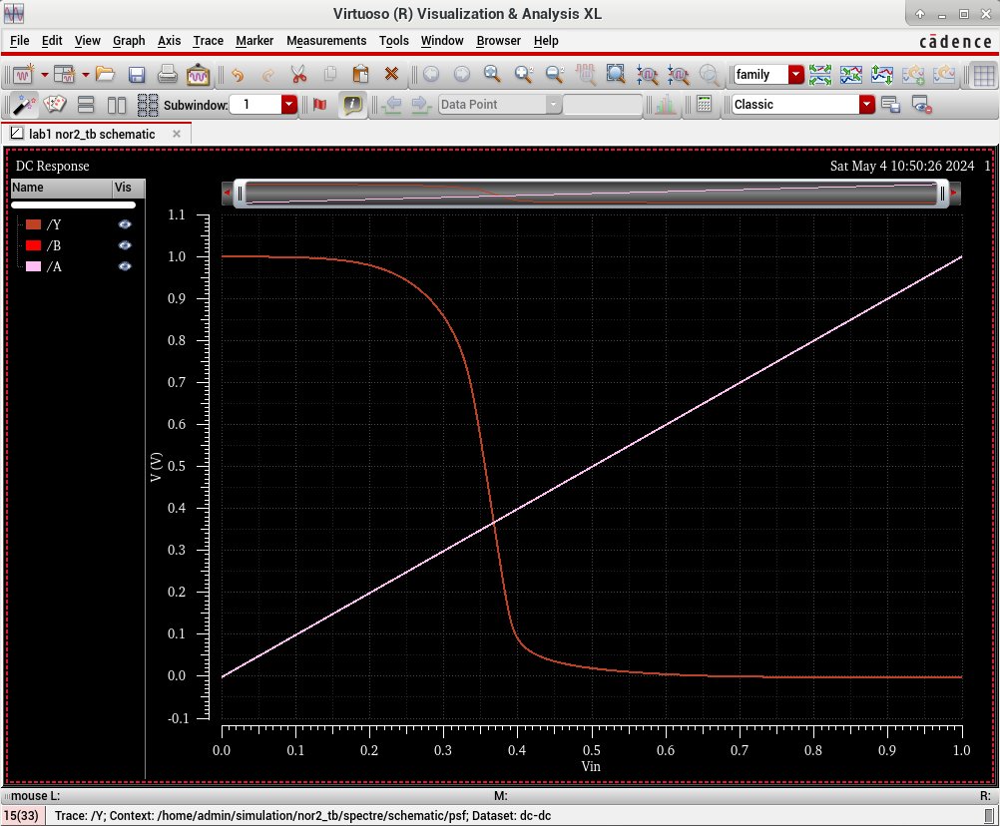 Virtuoso (R) Visualization & Analysis XL
File Edit View Graph Axis Trace Marker Measurements Tools Window Browser Help
cādence
family
Subwindow: 1
Data Point
Classic
lab1 nor2_tb schematic
DC Response
Sat May 4 10:50:26 2024 1
Name Vis
/Y
/B
/A
1.1
1.0
0.9
0.8
0.7
0.6
0.5
0.4
0.3
0.2
0.1
0.0
-0.1
V (V)
0.0 0.1 0.2 0.3 0.4 0.5 0.6 0.7 0.8 0.9 1.0
Vin
mouse L: M: R:
15(33) Trace: /Y; Context: /home/admin/simulation/nor2_tb/spectre/schematic/psf; Dataset: dc-dc